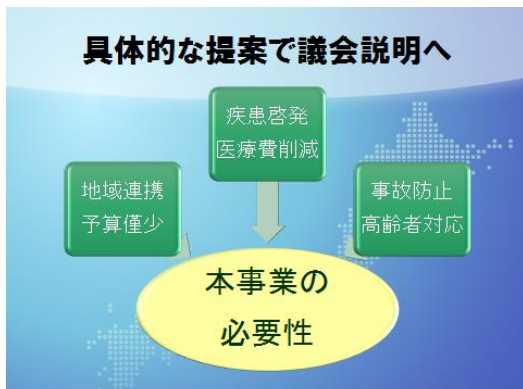 具体的な提案で議会説明へ
疾患啓発
医療費削減
地域連携
予算僅少
事故防止
高齢者対応
本事業の
必要性